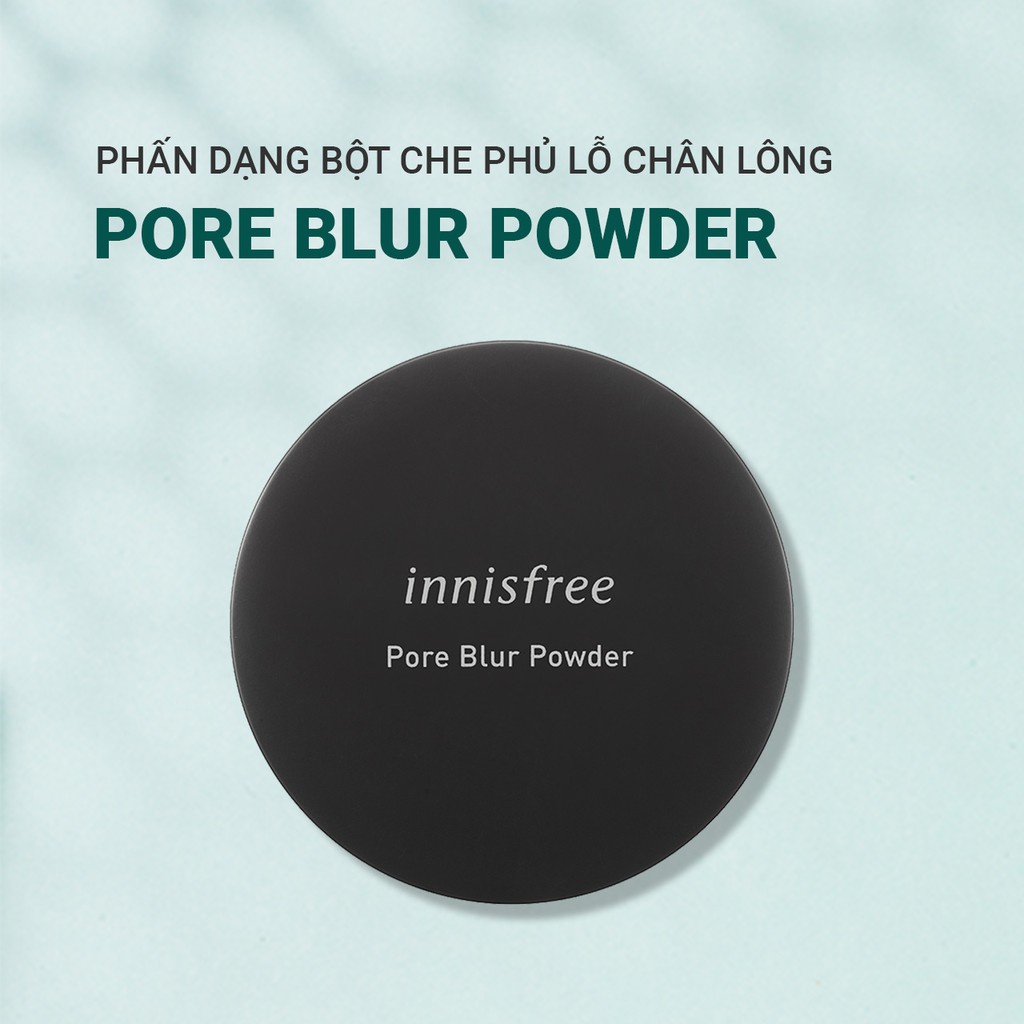 PHẤN DẠNG BỘT CHE PHỦ LỖ CHÂN LÔNG
PORE BLUR POWDER
innisfree
Pore Blur Powder